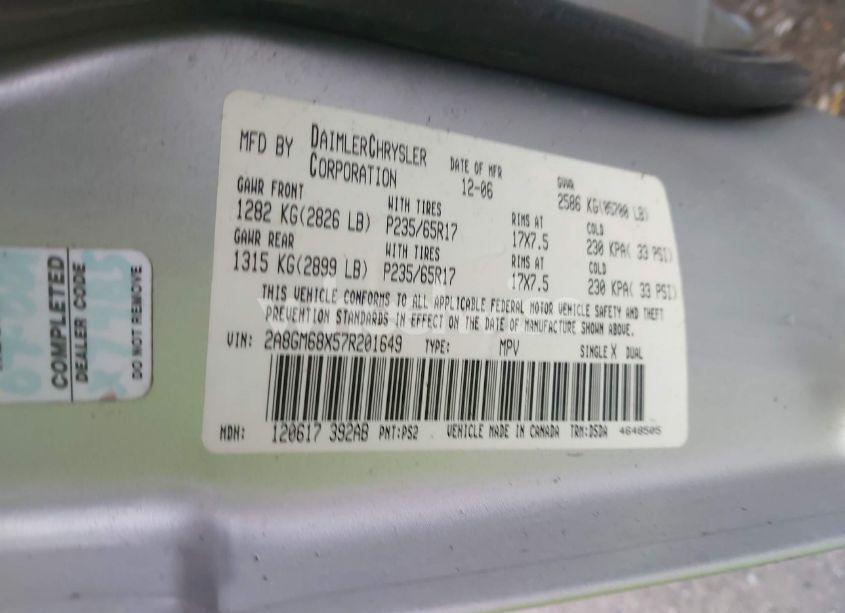 MFD BY DAIMLERCHRYSLER CORPORATION
DATE OF MFR 12-06
GVWR 2586 KG(05700 LB)
GAWR FRONT WITH TIRES RIMS AT COLD
1282 KG(2826 LB) P235/65R17 17X7.5 230 KPA( 33 PSI)
GAWR REAR WITH TIRES RIMS AT COLD
1315 KG(2899 LB) P235/65R17 17X7.5 230 KPA( 33 PSI)
THIS VEHICLE CONFORMS TO ALL APPLICABLE FEDERAL MOTOR VEHICLE SAFETY AND THEFT
PREVENTION STANDARDS IN EFFECT ON THE DATE OF MANUFACTURE SHOWN ABOVE.
VIN: 2A8GM68X57R201649 TYPE: MPV SINGLE X DUAL
MDH: 120617 392AB PNT:PS2 VEHICLE MADE IN CANADA TRM:DSDA 4648505
COMPLETED
DEALER CODE
DO NOT REMOVE